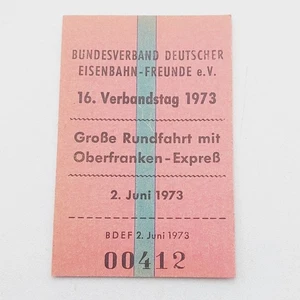 BUNDESVERBAND DEUTSCHER
EISENBAHN-FREUNDE e.V.
16. Verbandstag 1973
Große Rundfahrt mit
Oberfranken-Expreß
2. Juni 1973
BDEF 2. Juni 1973
00412